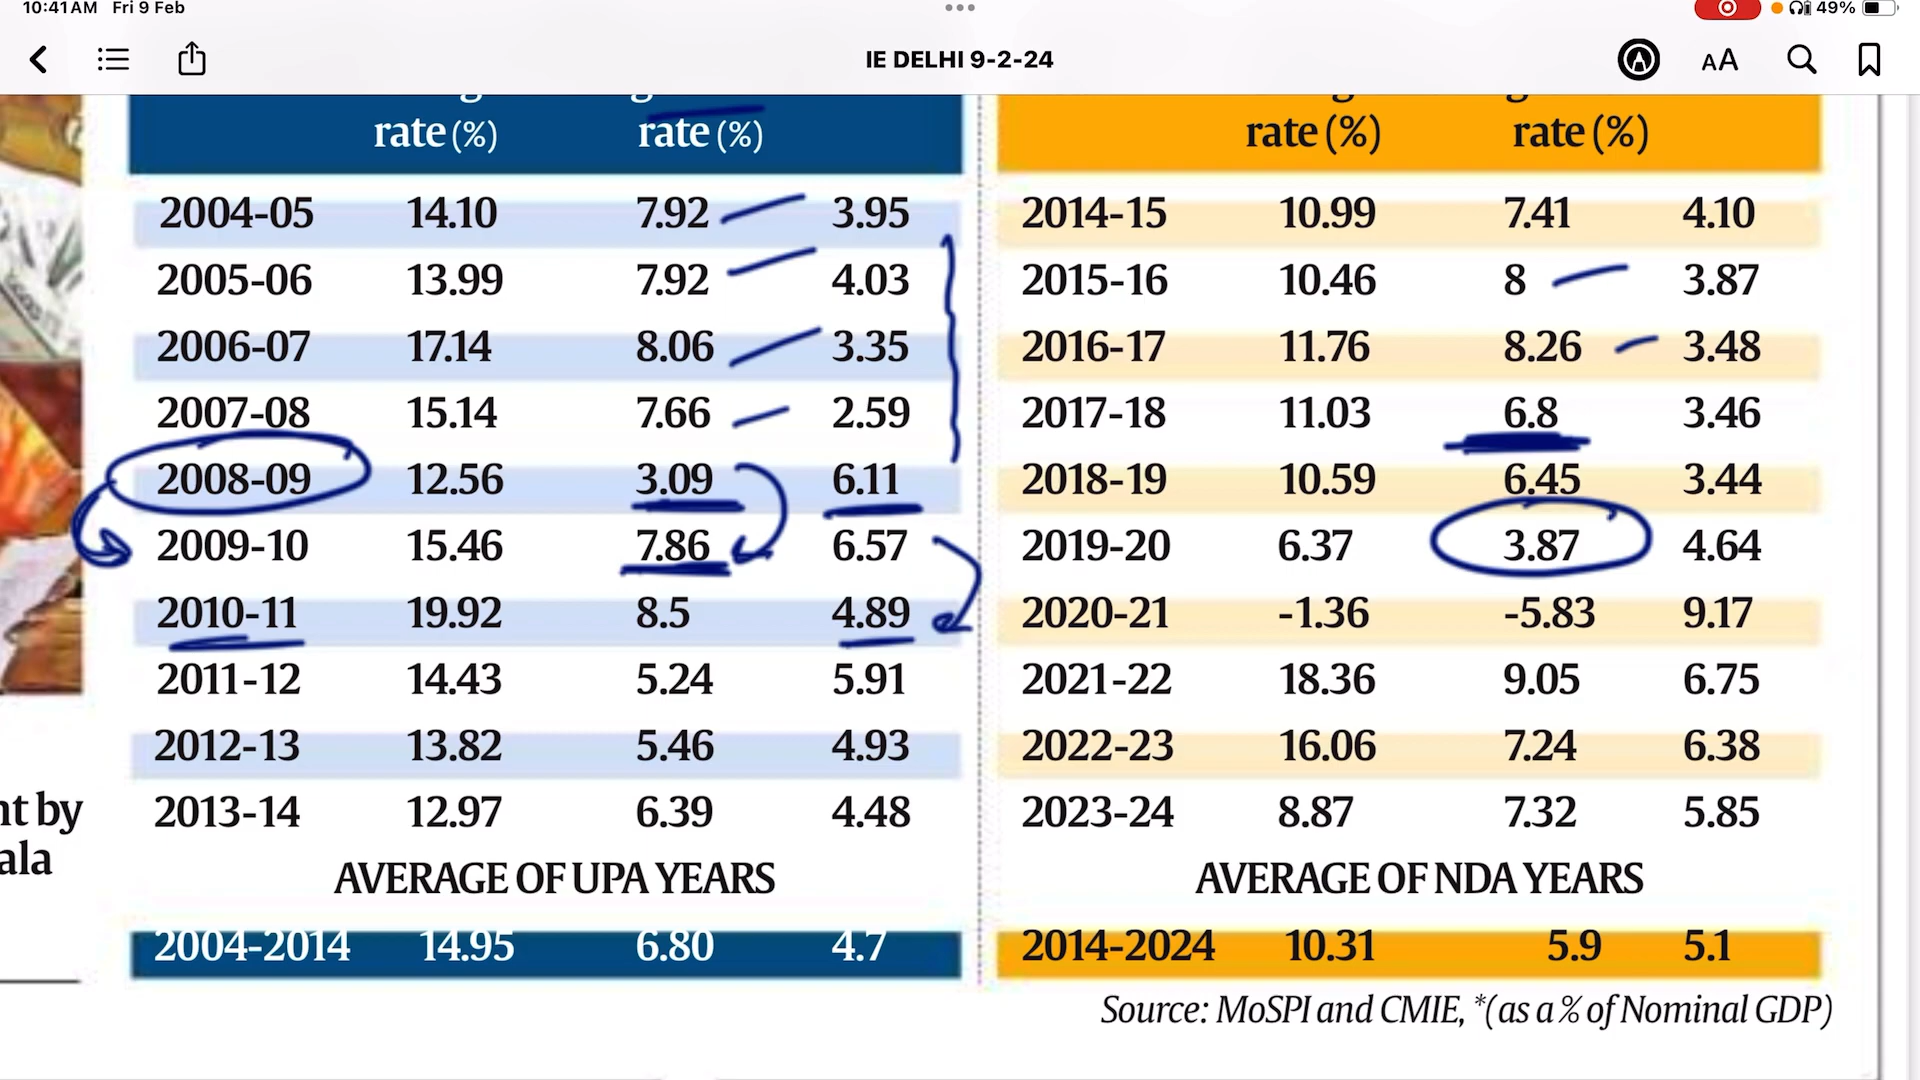 10:41 AM Fri 9 Feb
49%
IE DELHI 9-2-24
AA
rate (%) rate (%)
2004-05 14.10 7.92 3.95
2005-06 13.99 7.92 4.03
2006-07 17.14 8.06 3.35
2007-08 15.14 7.66 2.59
2008-09 12.56 3.09 6.11
2009-10 15.46 7.86 6.57
2010-11 19.92 8.5 4.89
2011-12 14.43 5.24 5.91
2012-13 13.82 5.46 4.93
2013-14 12.97 6.39 4.48
AVERAGE OF UPA YEARS
2004-2014 14.95 6.80 4.7
rate (%) rate (%)
2014-15 10.99 7.41 4.10
2015-16 10.46 8 3.87
2016-17 11.76 8.26 3.48
2017-18 11.03 6.8 3.46
2018-19 10.59 6.45 3.44
2019-20 6.37 3.87 4.64
2020-21 -1.36 -5.83 9.17
2021-22 18.36 9.05 6.75
2022-23 16.06 7.24 6.38
2023-24 8.87 7.32 5.85
AVERAGE OF NDA YEARS
2014-2024 10.31 5.9 5.1
Source: MoSPI and CMIE, *(as a % of Nominal GDP)
nt by
ala